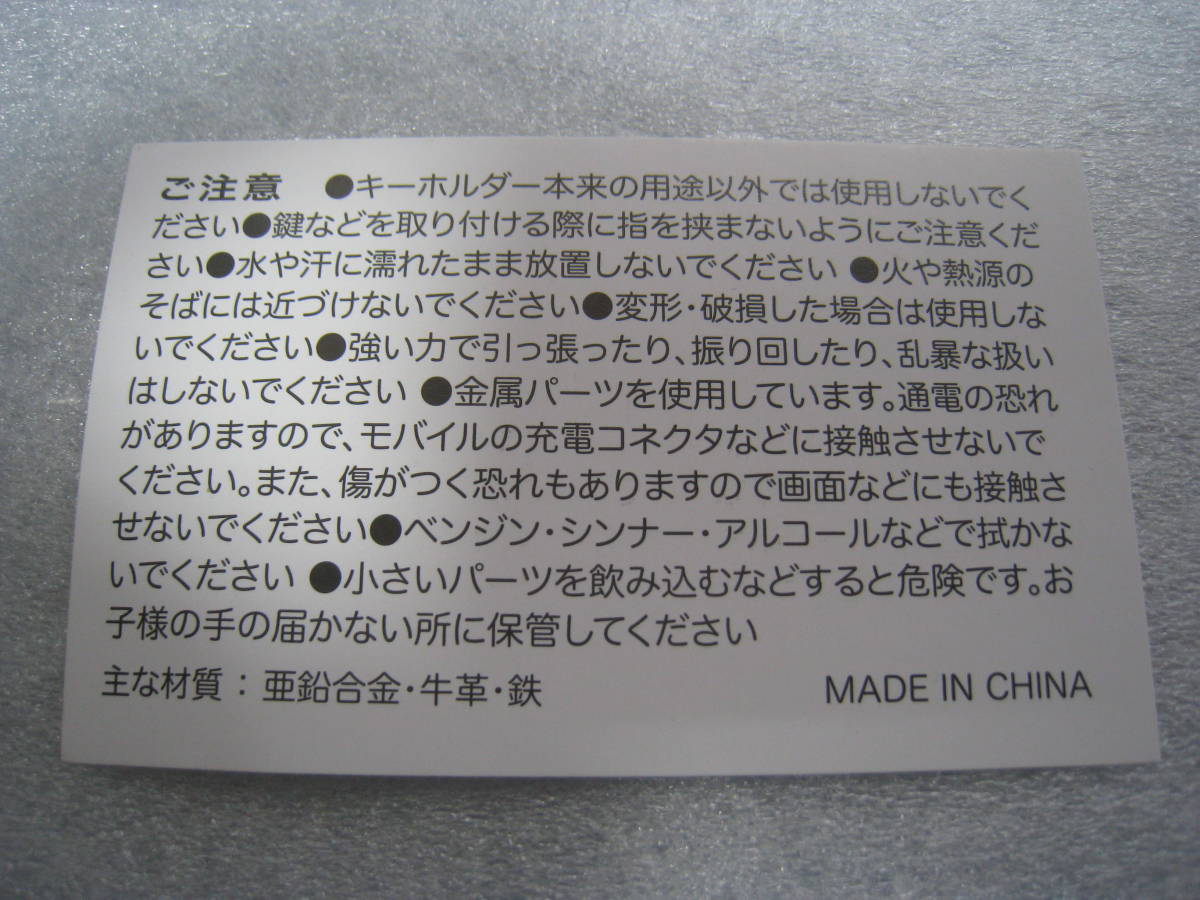 ご注意 ●キーホルダー本来の用途以外では使用しないでく
ださい●鍵などを取り付ける際に指を挟まないようにご注意くだ
さい●水や汗に濡れたまま放置しないでください ●火や熱源の
そばには近づけないでください●変形・破損した場合は使用しな
いでください●強い力で引っ張ったり、振り回したり、乱暴な扱い
はしないでください ●金属パーツを使用しています。通電の恐れ
がありますので、モバイルの充電コネクタなどに接触させないで
ください。また、傷がつく恐れもありますので画面などにも接触さ
せないでください●ベンジン・シンナー・アルコールなどで拭かな
いでください ●小さいパーツを飲み込むなどすると危険です。お
子様の手の届かない所に保管してください
主な材質：亜鉛合金・牛革・鉄 MADE IN CHINA